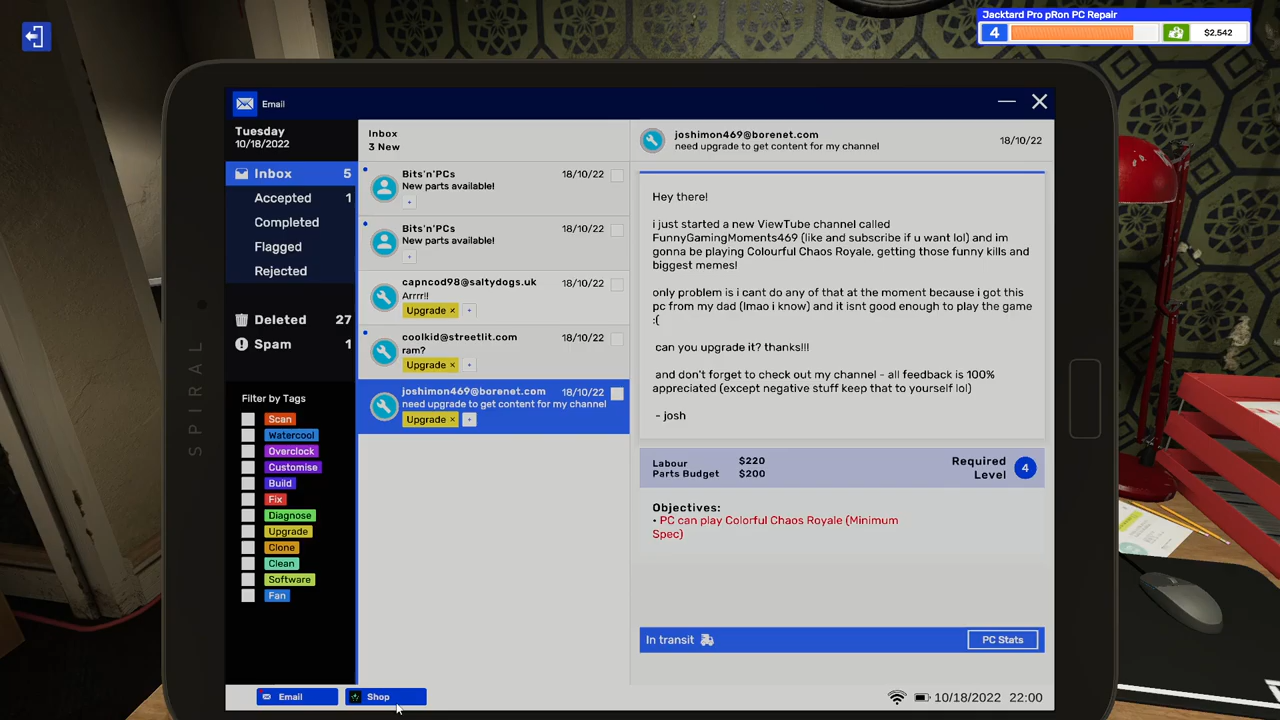 Jacktard Pro pRon PC Repair
4
$2,542
Email
Tuesday
10/18/2022
Inbox 5
Accepted 1
Completed
Flagged
Rejected
Deleted 27
Spam 1
Filter by Tags
Scan
Watercool
Overclock
Customise
Build
Fix
Diagnose
Upgrade
Clone
Clean
Software
Fan
Inbox
3 New
Bits'n'PCs 18/10/22
New parts available!
+
Bits'n'PCs 18/10/22
New parts available!
+
capncod98@saltydogs.uk 18/10/22
Arrr!!
Upgrade × +
coolkid@streetlit.com 18/10/22
ram?
Upgrade × +
joshimon469@borenet.com 18/10/22
need upgrade to get content for my channel
Upgrade × +
joshimon469@borenet.com 18/10/22
need upgrade to get content for my channel
Hey there!
i just started a new ViewTube channel called
FunnyGamingMoments469 (like and subscribe if u want lol) and im
gonna be playing Colourful Chaos Royale, getting those funny kills and
biggest memes!
only problem is i cant do any of that at the moment because i got this
pc from my dad (lmao i know) and it isnt good enough to play the game
:(
can you upgrade it? thanks!!!
and don't forget to check out my channel - all feedback is 100%
appreciated (except negative stuff keep that to yourself lol)
- josh
Labour $220
Parts Budget $200
Required
Level 4
Objectives:
• PC can play Colorful Chaos Royale (Minimum
Spec)
In transit
PC Stats
Email
Shop
10/18/2022 22:00
SPIRAL